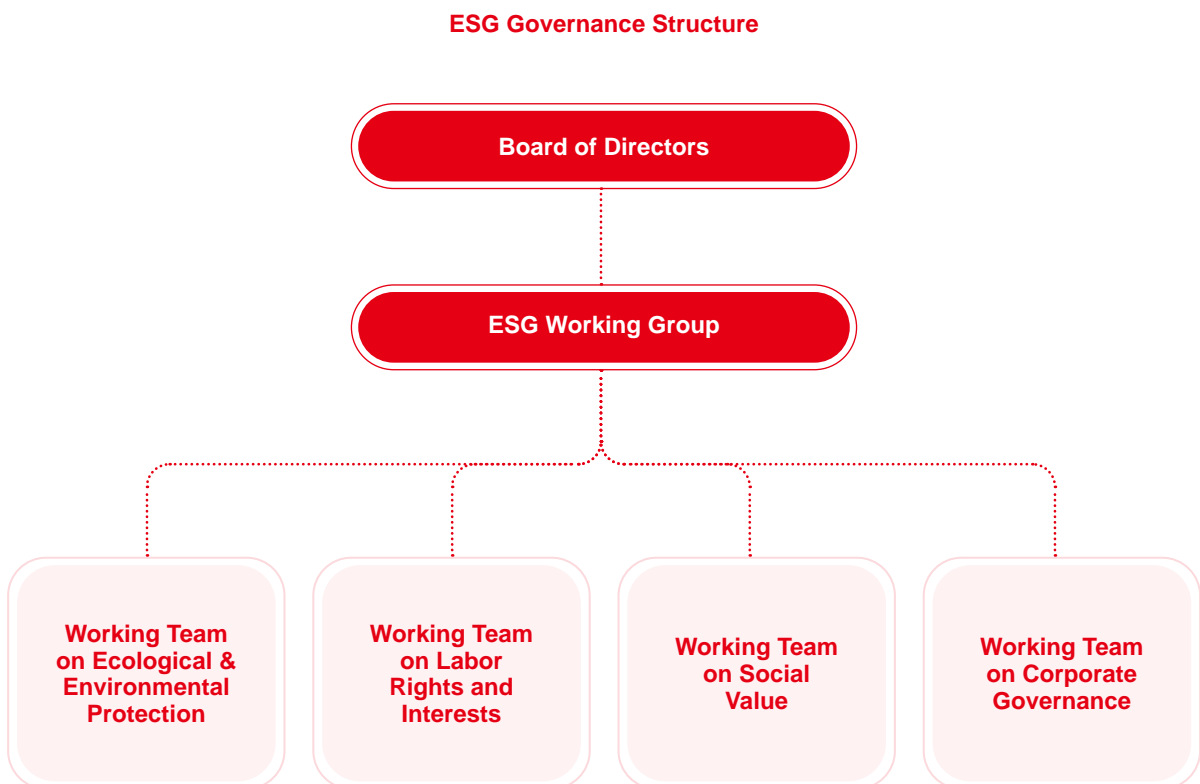 ESG Governance Structure
Board of Directors
ESG Working Group
Working Team
on Ecological &
Environmental
Protection
Working Team
on Labor
Rights and
Interests
Working Team
on Social
Value
Working Team
on Corporate
Governance